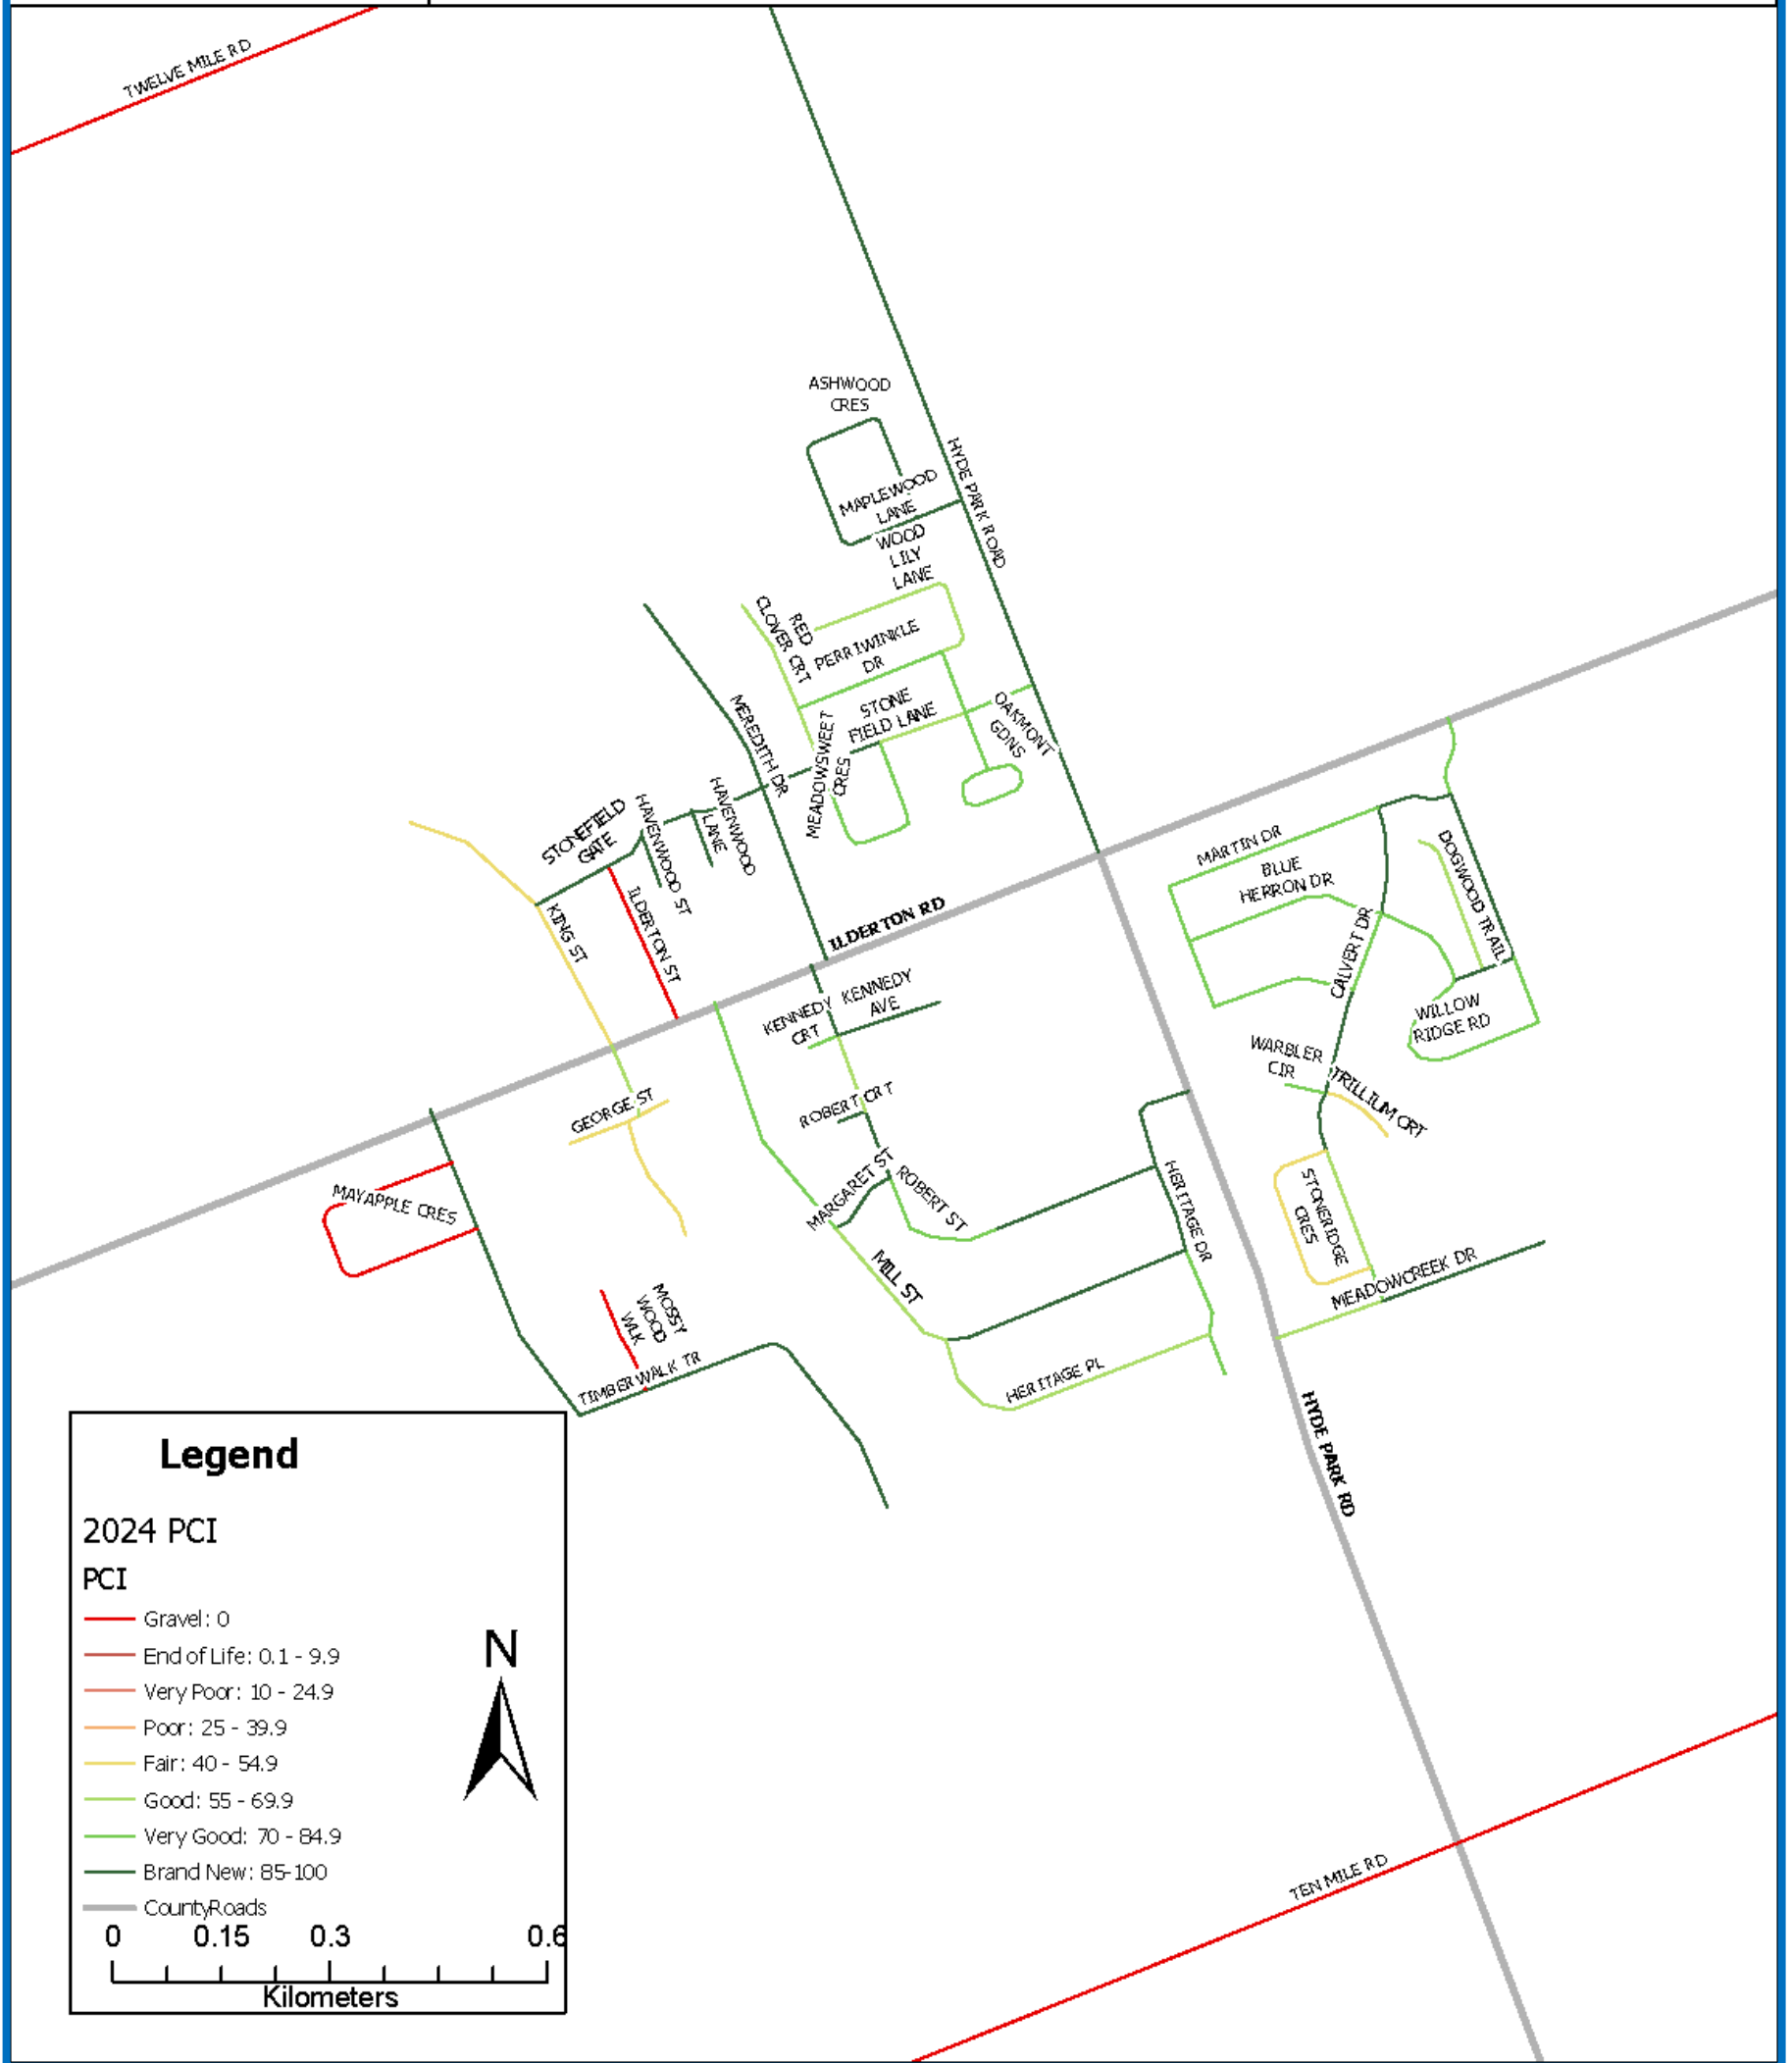 TWELVE MILE RD
ASHWOOD
CRES
HYDE PARK ROAD
MAPLEWOOD
LANE
WOOD
LILY
LANE
RED
CLOVER CRT
PERRIWINKLE
DR
STONE
FIELD LANE
OAKMONT
GDNS
MEREDITH DR
MEADOWSWEET
CRES
HAVENWOOD
LANE
HAVENWOOD ST
STONEFIELD
GATE
KING ST
ILDERTON ST
ILDERTON RD
MARTIN DR
BLUE
HERRON DR
DOGWOOD TRAIL
CALVERT DR
WILLOW
RIDGE RD
KENNEDY
CRT
KENNEDY
AVE
WARBLER
CIR
TRILLIUM CRT
GEORGE ST
ROBERT CRT
MARGARET ST
ROBERT ST
HERITAGE DR
STONERIDGE
CRES
MAYAPPLE CRES
MILL ST
MEADOWCREEK DR
MOSSY
WOOD
WLK
TIMBERWALK TR
HERITAGE PL
HYDE PARK RD
TEN MILE RD
Legend
2024 PCI
PCI
Gravel: 0
End of Life: 0.1 - 9.9
Very Poor: 10 - 24.9
Poor: 25 - 39.9
Fair: 40 - 54.9
Good: 55 - 69.9
Very Good: 70 - 84.9
Brand New: 85-100
CountyRoads
N
0 0.15 0.3 0.6
Kilometers